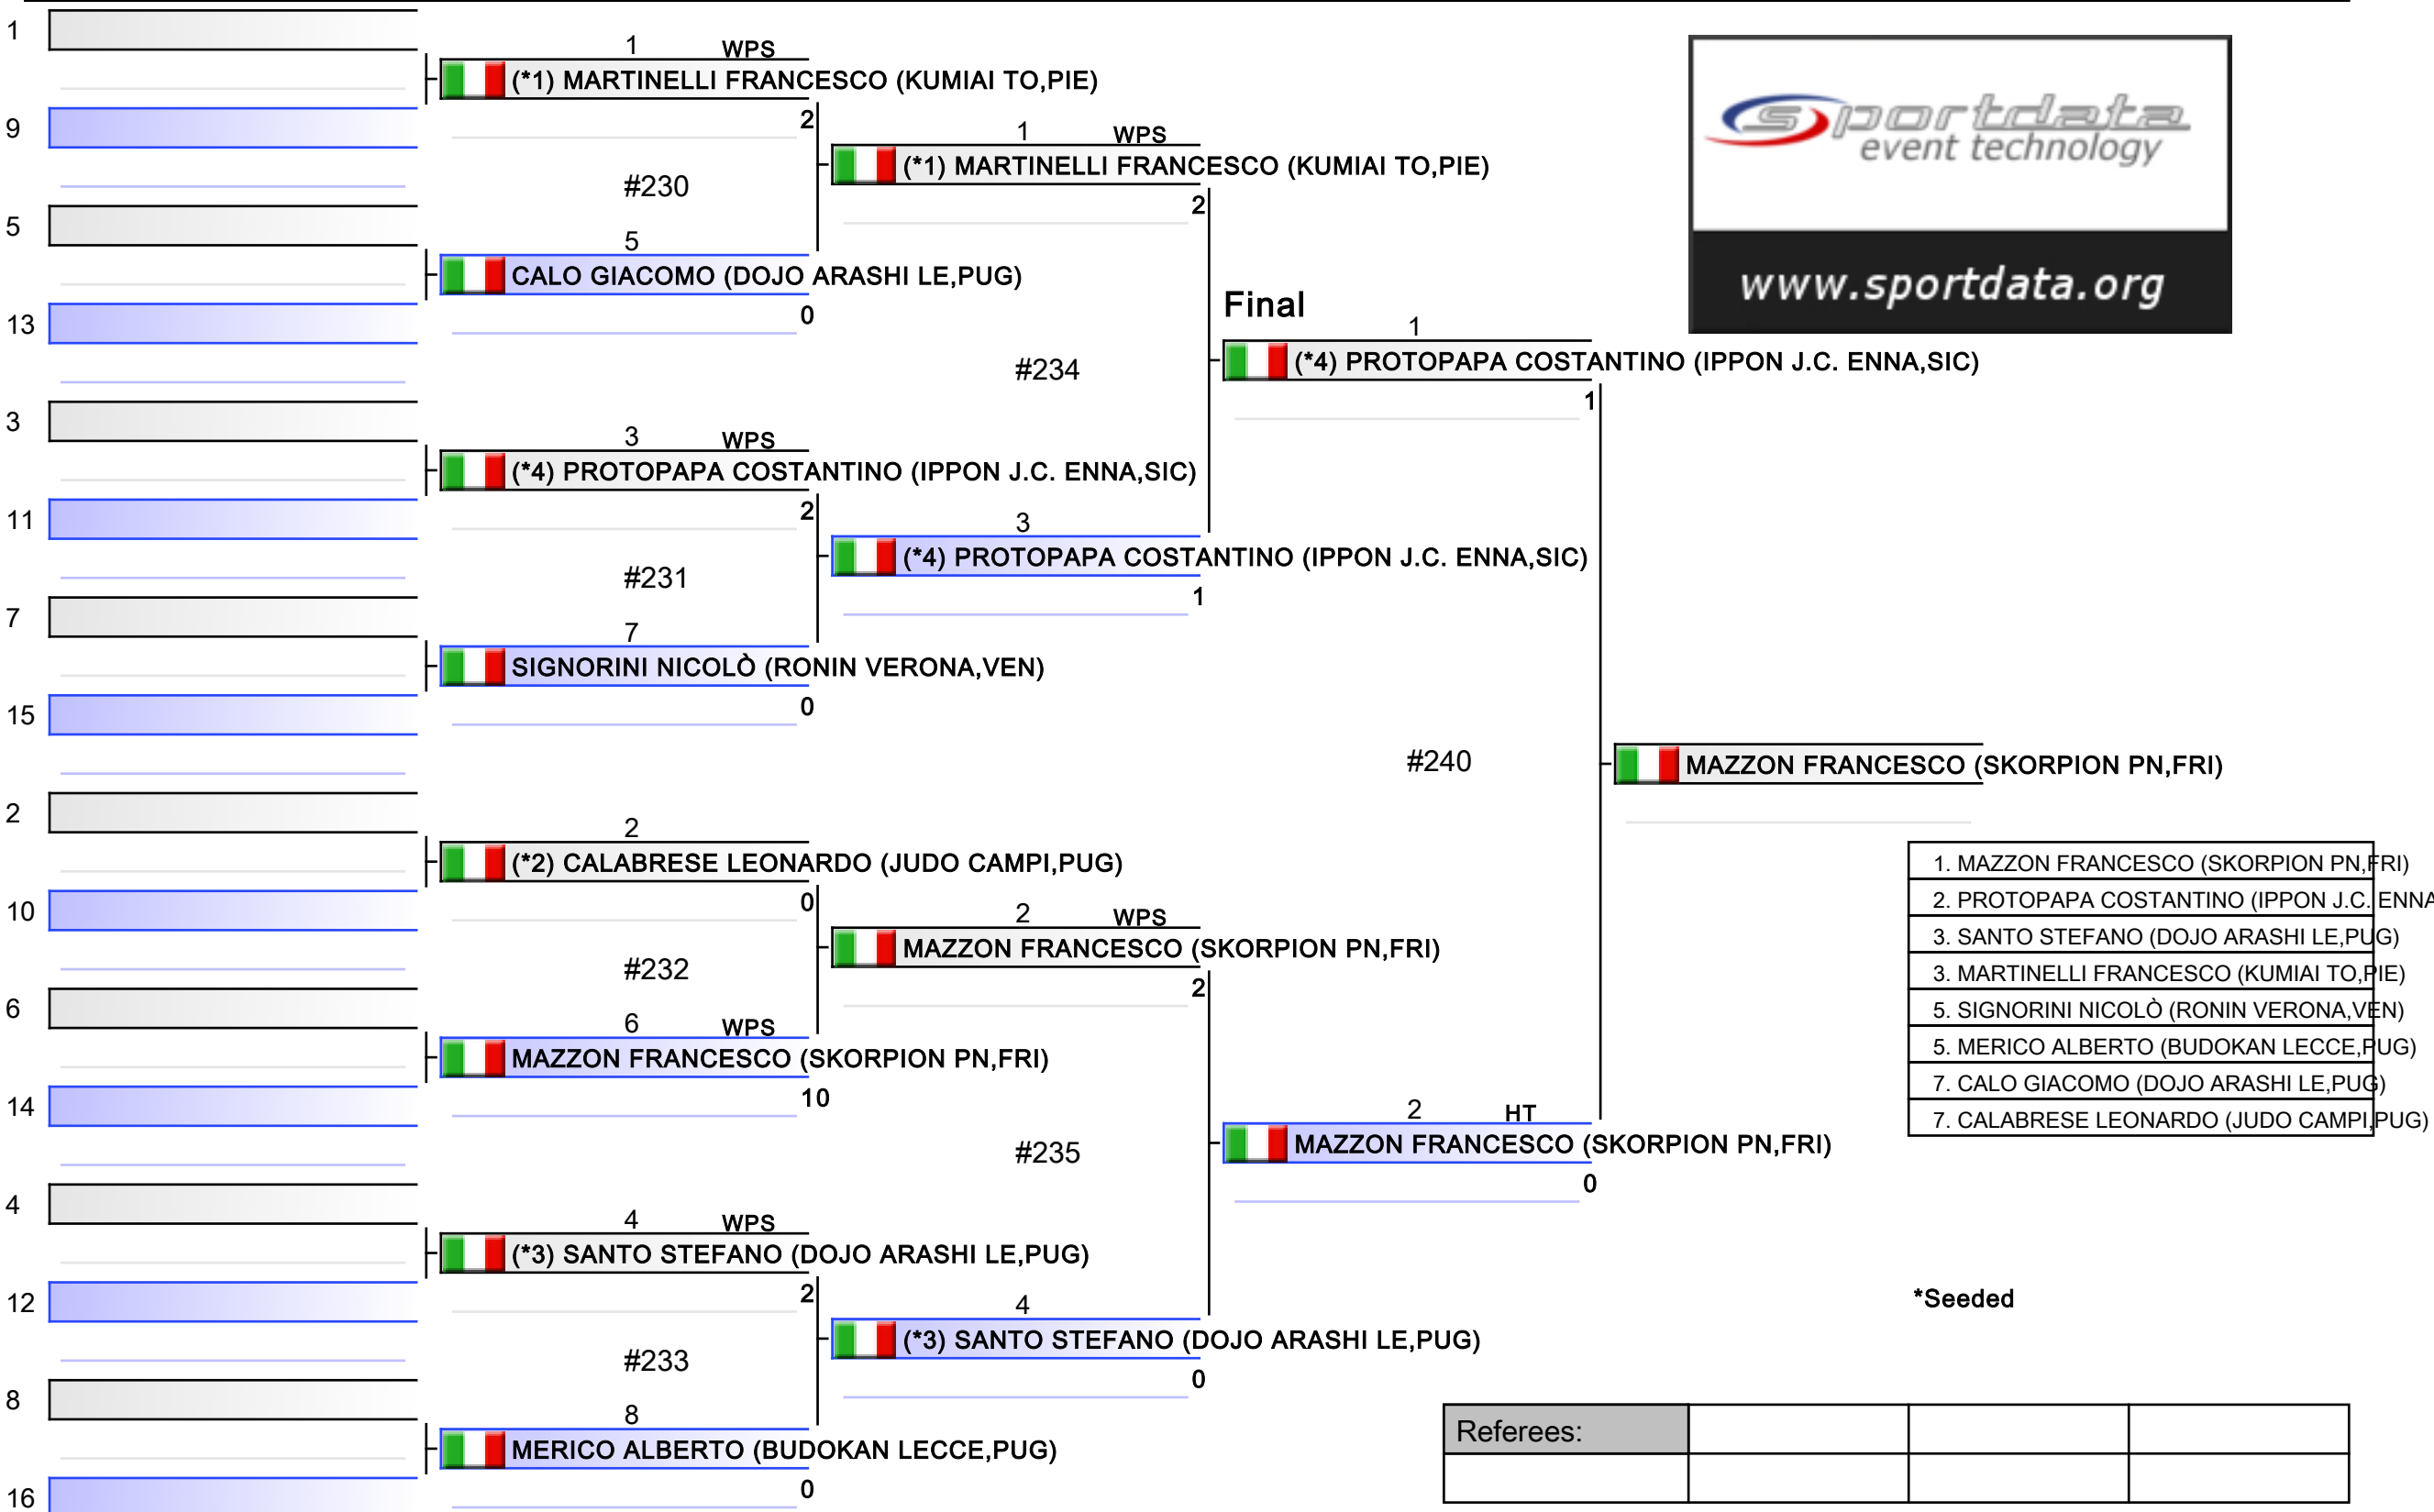 1
9
5
13
3
11
7
15
2
10
6
14
4
12
8
16
1 WPS
(*1) MARTINELLI FRANCESCO (KUMIAI TO,PIE)
2
#230
5
CALO GIACOMO (DOJO ARASHI LE,PUG)
0
3 WPS
(*4) PROTOPAPA COSTANTINO (IPPON J.C. ENNA,SIC)
2
#231
7
SIGNORINI NICOLÒ (RONIN VERONA,VEN)
0
2
(*2) CALABRESE LEONARDO (JUDO CAMPI,PUG)
0
#232
6 WPS
MAZZON FRANCESCO (SKORPION PN,FRI)
10
4 WPS
(*3) SANTO STEFANO (DOJO ARASHI LE,PUG)
2
#233
8
MERICO ALBERTO (BUDOKAN LECCE,PUG)
0
1 WPS
(*1) MARTINELLI FRANCESCO (KUMIAI TO,PIE)
2
#234
3
(*4) PROTOPAPA COSTANTINO (IPPON J.C. ENNA,SIC)
1
2 WPS
MAZZON FRANCESCO (SKORPION PN,FRI)
2
#235
4
(*3) SANTO STEFANO (DOJO ARASHI LE,PUG)
0
Final
1
(*4) PROTOPAPA COSTANTINO (IPPON J.C. ENNA,SIC)
1
#240
2 HT
MAZZON FRANCESCO (SKORPION PN,FRI)
0
MAZZON FRANCESCO (SKORPION PN,FRI)
sportdata
event technology
www.sportdata.org
1. MAZZON FRANCESCO (SKORPION PN,FRI)
2. PROTOPAPA COSTANTINO (IPPON J.C. ENNA
3. SANTO STEFANO (DOJO ARASHI LE,PUG)
3. MARTINELLI FRANCESCO (KUMIAI TO,PIE)
5. SIGNORINI NICOLÒ (RONIN VERONA,VEN)
5. MERICO ALBERTO (BUDOKAN LECCE,PUG)
7. CALO GIACOMO (DOJO ARASHI LE,PUG)
7. CALABRESE LEONARDO (JUDO CAMPI,PUG)
*Seeded
Referees: